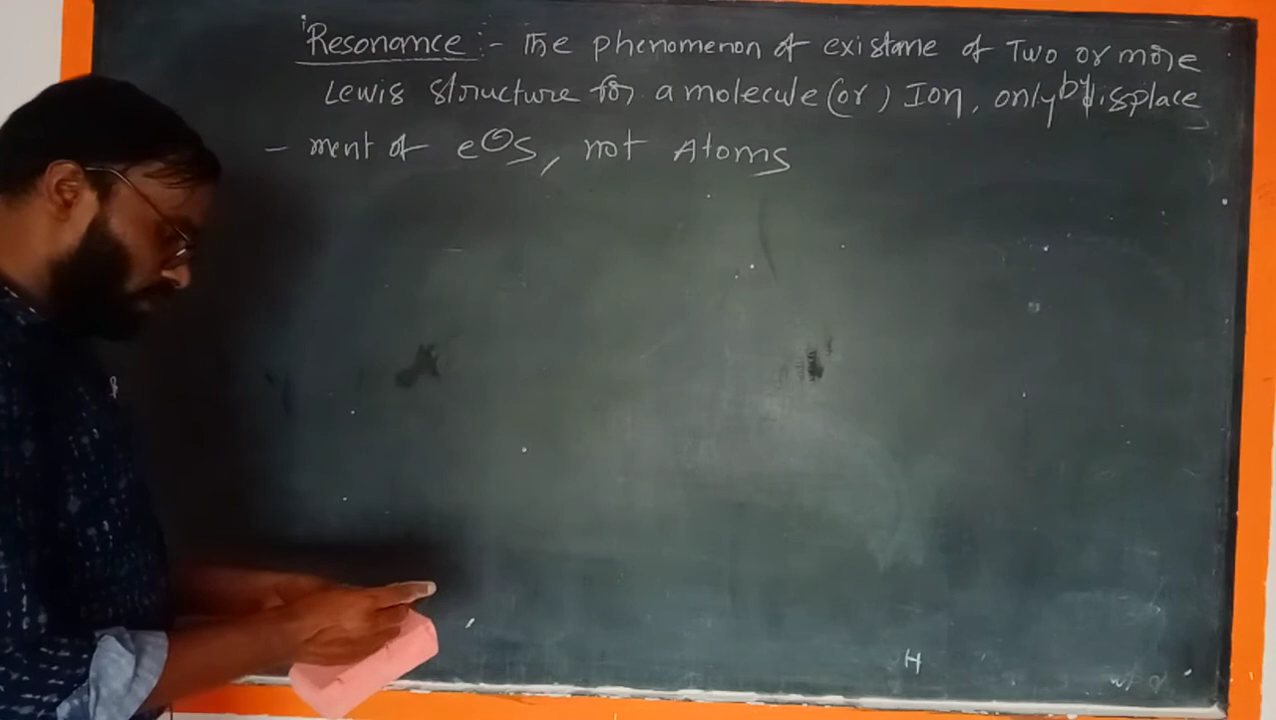 Resonance :- The phenomenon of existane of Two or more
Lewis structure for a molecule (or) Ion, only by displace
- ment of e⊖s, not Atoms
H